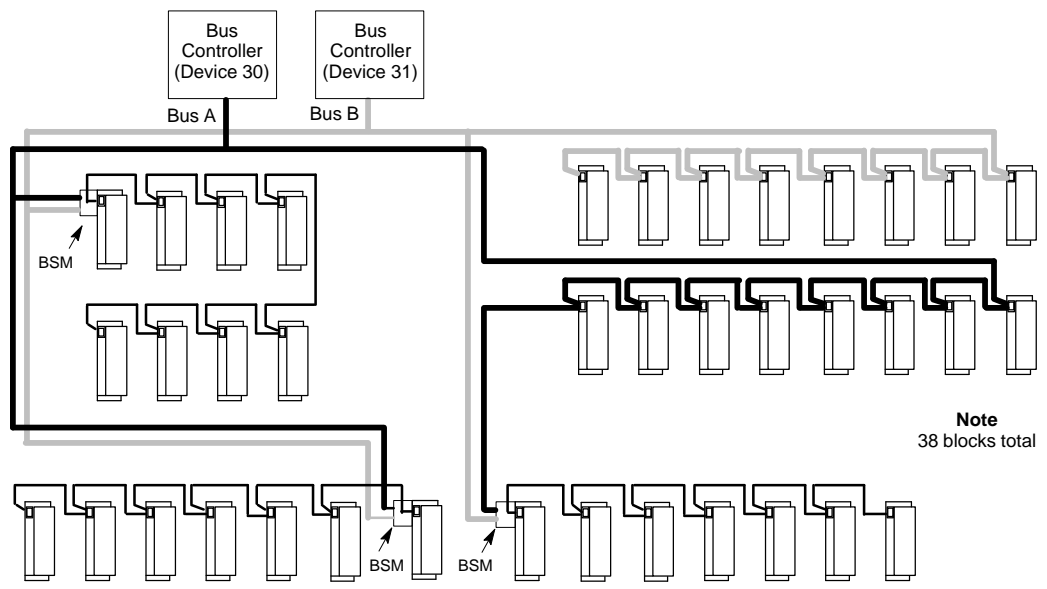 Bus
Controller
(Device 30)
Bus
Controller
(Device 31)
Bus A
Bus B
BSM
Note
38 blocks total
BSM
BSM